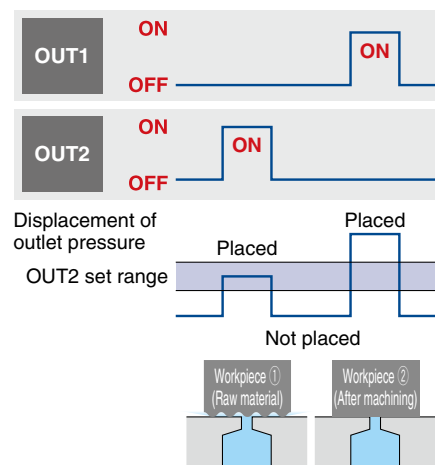 ON
OUT1
ON
OFF
ON
OUT2
ON
OFF
Displacement of
outlet pressure
Placed
Placed
OUT2 set range
Not placed
Workpiece ①
(Raw material)
Workpiece ②
(After machining)